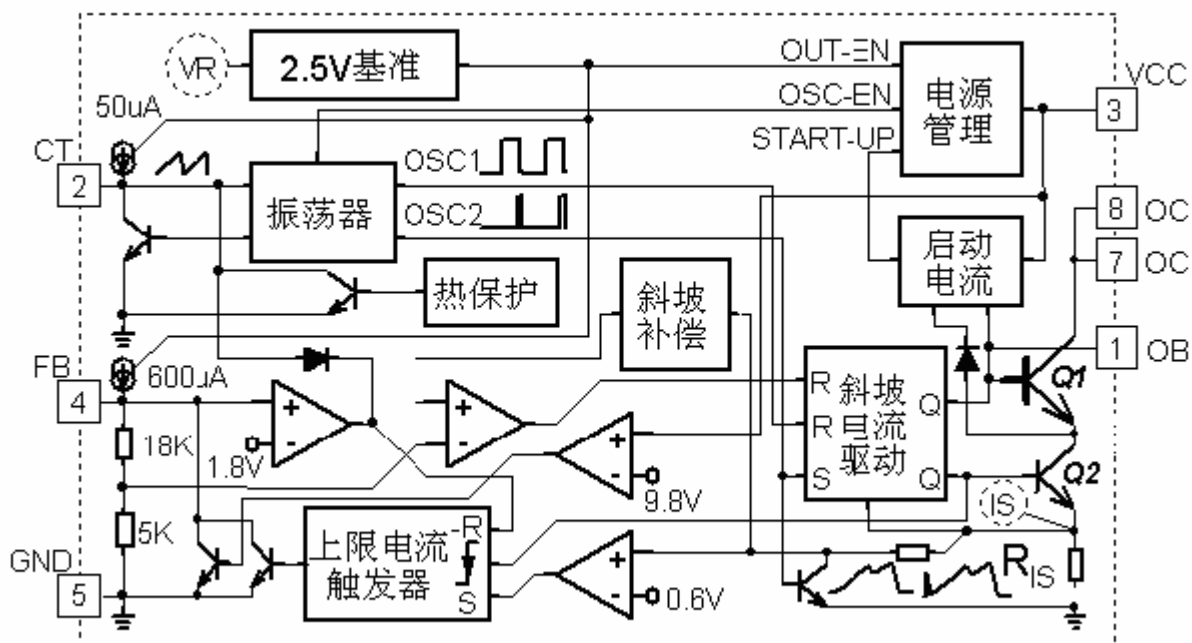 VR
2.5V基准
OUT-EN
OSC-EN
START-UP
电源
管理
VCC
3
50uA
CT
2
振荡器
OSC1
OSC2
8
OC
7
OC
启动
电流
热保护
斜坡
补偿
1
OB
FB
4
600uA
+
-
1.8V
+
-
R
R
S
斜坡
电流
驱动
Q
Q
Q1
Q2
18K
5K
+
-
9.8V
IS
GND
5
上限电流
触发器
R
S
+
-
0.6V
RIS